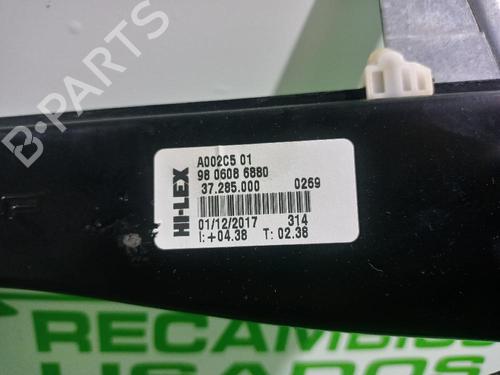 B-PARTS
HI-LEX
A002C5 01
98 0608 6880
37.285.000 0269
01/12/2017 314
I:+04.38 T: 02.38
RECAMBIOS
USADOS